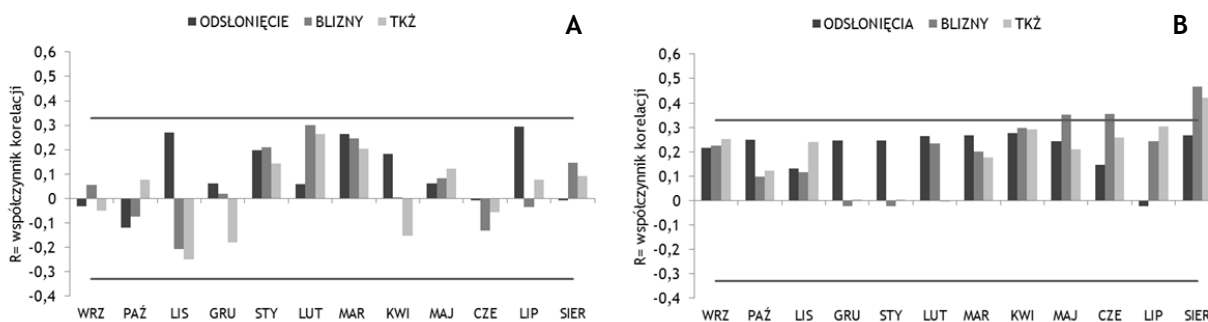 ODSŁONIĘCIE BLIZNY TKŻ
A
0,6
0,5
0,4
0,3
0,2
0,1
0
-0,1
-0,2
-0,3
-0,4
R= współczynnik korelacji
WRZ PAŹ LIS GRU STY LUT MAR KWI MAJ CZE LIP SIER
ODSŁONIĘCIA BLIZNY TKŻ
B
0,6
0,5
0,4
0,3
0,2
0,1
0
-0,1
-0,2
-0,3
-0,4
R= współczynnik korelacji
WRZ PAŹ LIS GRU STY LUT MAR KWI MAJ CZE LIP SIER